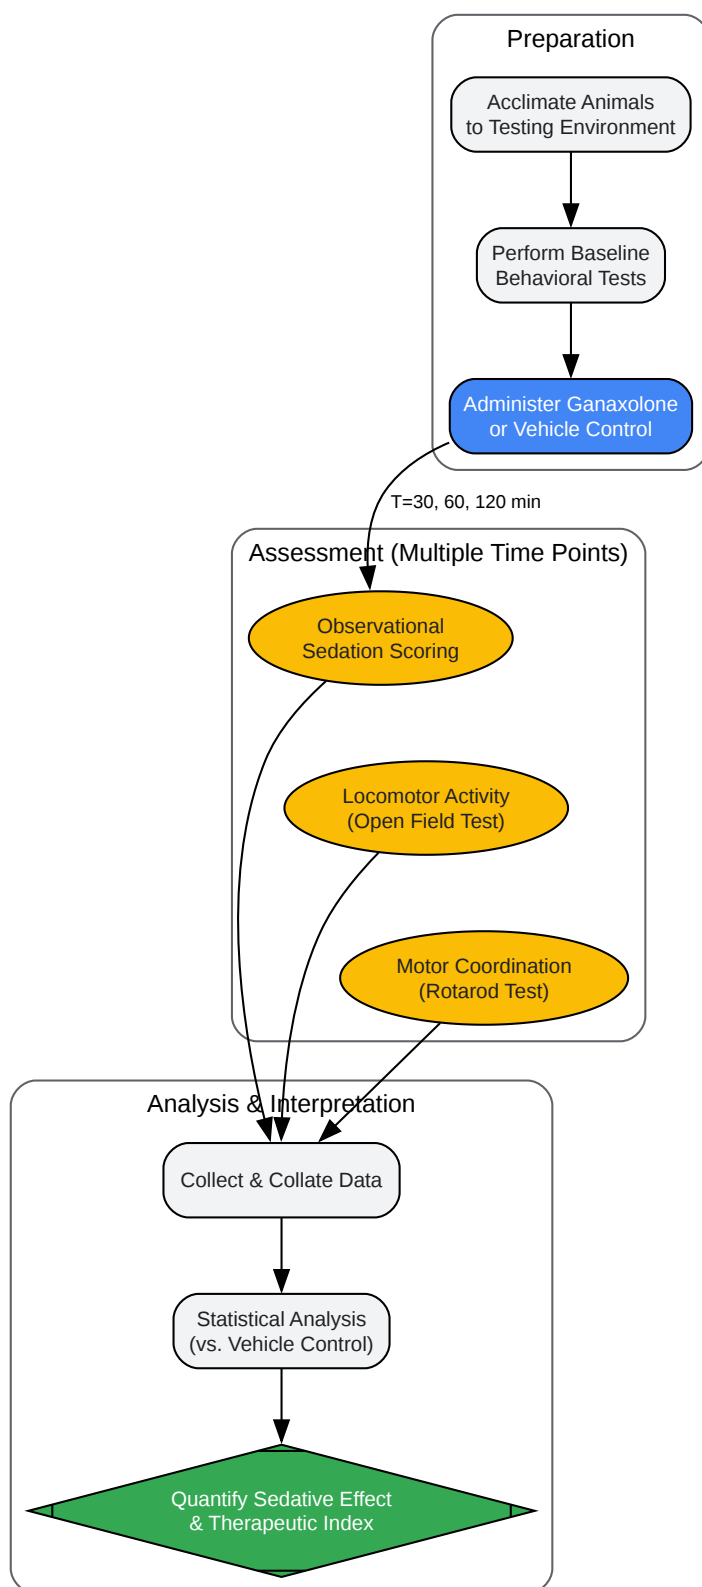 Preparation
Acclimate Animals
to Testing Environment
Perform Baseline
Behavioral Tests
Administer Ganaxolone
or Vehicle Control
T=30, 60, 120 min
Assessment (Multiple Time Points)
Observational
Sedation Scoring
Locomotor Activity
(Open Field Test)
Motor Coordination
(Rotarod Test)
Analysis & Interpretation
Collect & Collate Data
Statistical Analysis
(vs. Vehicle Control)
Quantify Sedative Effect
& Therapeutic Index